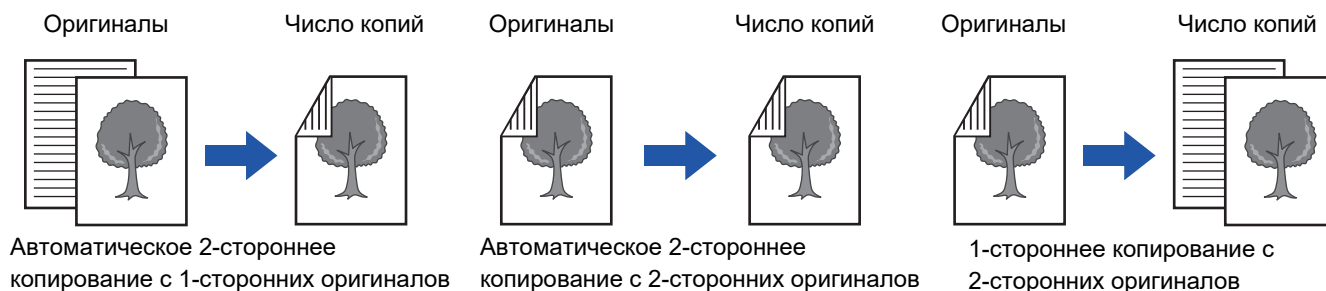 Оригиналы
Число копий
Оригиналы
Число копий
Оригиналы
Число копий
Автоматическое 2-стороннее
копирование с 1-сторонних оригиналов
Автоматическое 2-стороннее
копирование с 2-сторонних оригиналов
1-стороннее копирование с
2-сторонних оригиналов